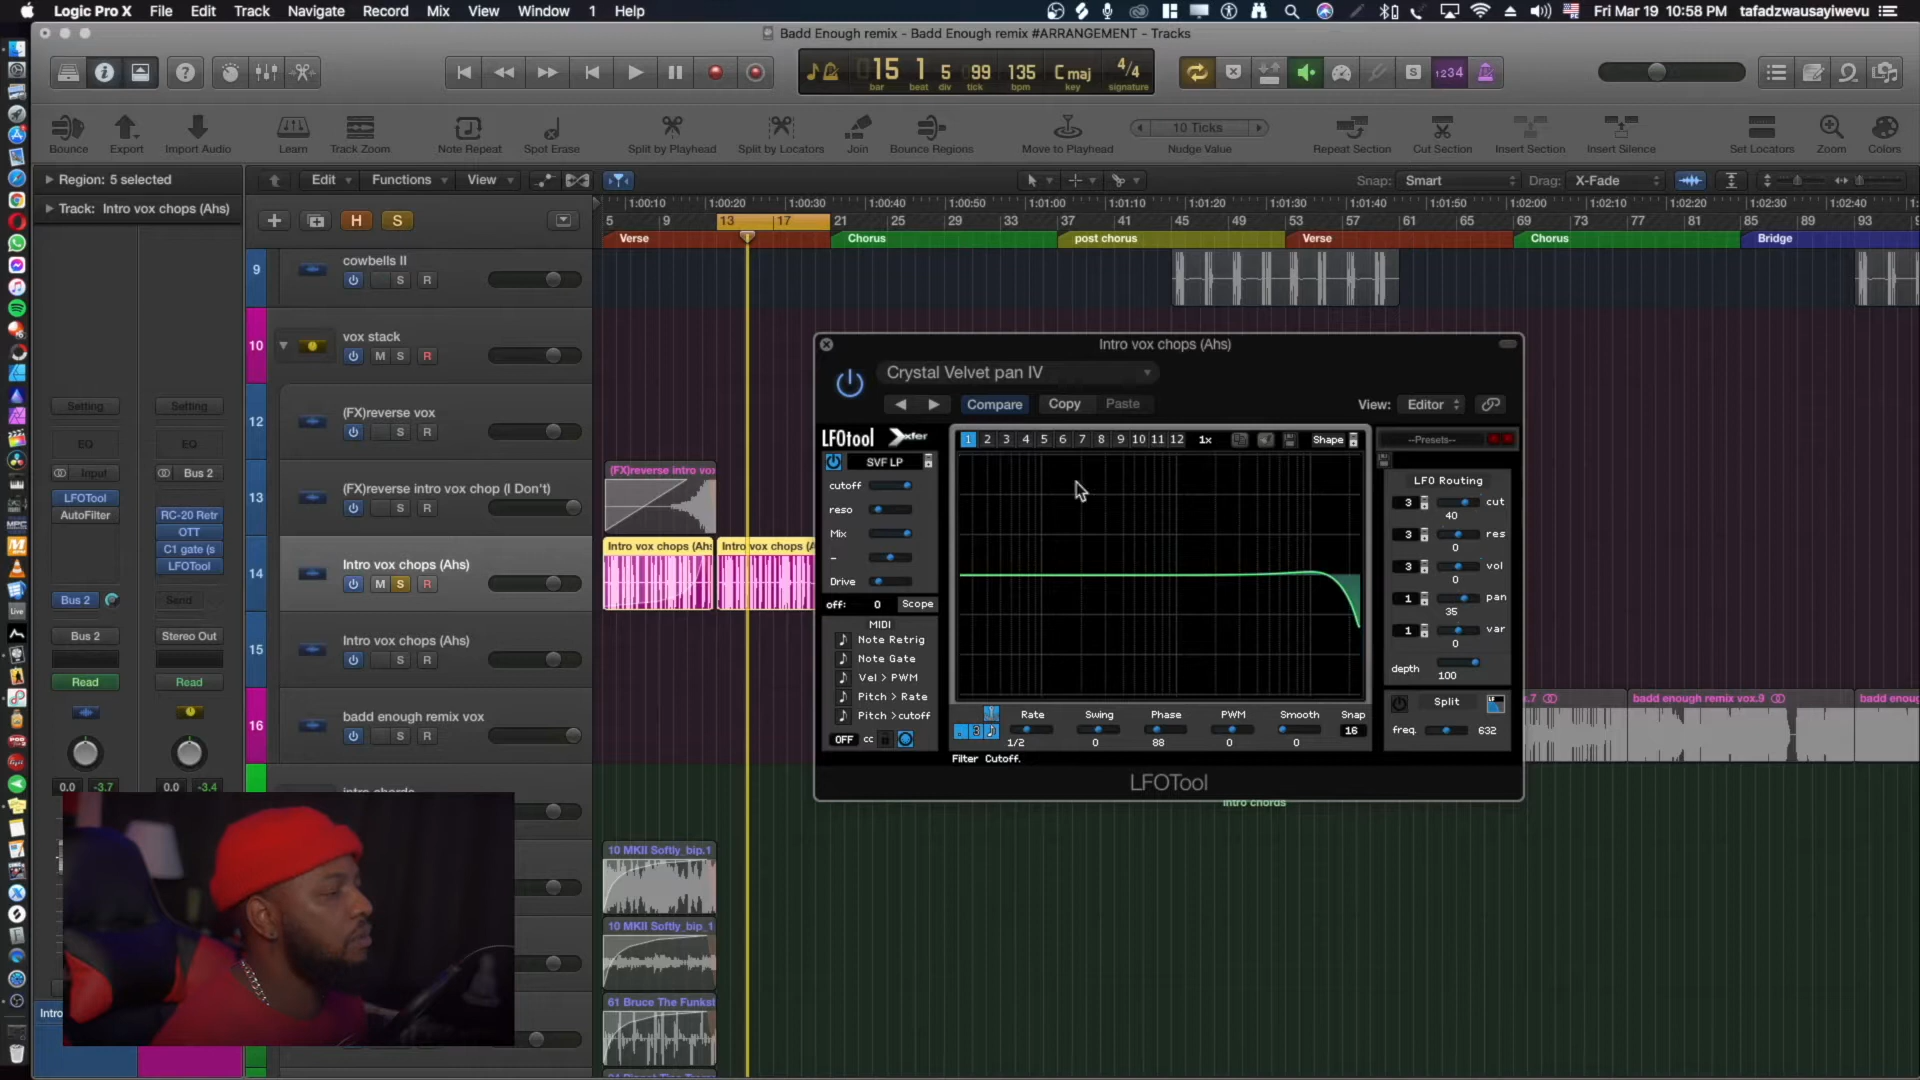 Logic Pro X File Edit Track Navigate Record Mix View Window 1 Help Fri Mar 19 10:58 PM tafadzwausayiwevu
Badd Enough remix - Badd Enough remix #ARRANGEMENT - Tracks
15 1 5 99 135 C maj 4/4
bar beat div tick bpm key signature
S 1234
10 Ticks
Bounce Export Import Audio Learn Track Zoom Note Repeat Spot Erase Split by Playhead Split by Locators Join Bounce Regions Move to Playhead Nudge Value Repeat Section Cut Section Insert Section Insert Silence Set Locators Zoom Colors
Region: 5 selected
Edit Functions View Snap: Smart Drag: X-Fade
Track: Intro vox chops (Ahs)
1:00:10 1:00:20 1:00:30 1:00:40 1:00:50 1:01:00 1:01:10 1:01:20 1:01:30 1:01:40 1:02:00 1:02:10 1:02:20 1:02:30 1:02:40
H S
5 9 13 17 21 25 29 33 37 41 45 49 53 57 61 65 69 73 77 81 85 89 93
Verse Chorus post chorus Verse Chorus Bridge
9 cowbells II
S R
10 vox stack
M S R
12 (FX)reverse vox
S R
13 (FX)reverse intro vox chop (I Don't)
S R
(FX)reverse intro vox
14 Intro vox chops (Ahs)
M S R
Intro vox chops (Ahs Intro vox chops (A
15 Intro vox chops (Ahs)
S R
16 badd enough remix vox
R
.7 badd enough remix vox.9 badd enou
intro chords
Intro chords
10 MKII Softly_bip.1
10 MKII Softly_bip_1
61 Bruce The Funkst
Setting Setting
EQ EQ
Input Bus 2
LFOTool
AutoFilter RC-20 Retr
OTT
C1 gate (s
LFOTool
Bus 2 Send
Bus 2 Stereo Out
Read Read
0.0 -3.7 0.0 -3.4
Intro
Intro vox chops (Ahs)
Crystal Velvet pan IV
Compare Copy Paste View: Editor
LFOtool Xfer
1 2 3 4 5 6 7 8 9 10 11 12 1x Shape
--Presets--
SVF LP
cutoff
reso
Mix
-
Drive
off: 0 Scope
MIDI
Note Retrig
Note Gate
Vel > PWM
Pitch > Rate
Pitch >cutoff
OFF cc
LFO Routing
3 cut
40
3 res
0
3 vol
0
1 pan
35
1 var
0
depth
100
Split
freq. 632
Rate Swing Phase PWM Smooth Snap
1/2 0 88 0 0 16
Filter Cutoff.
LFOTool